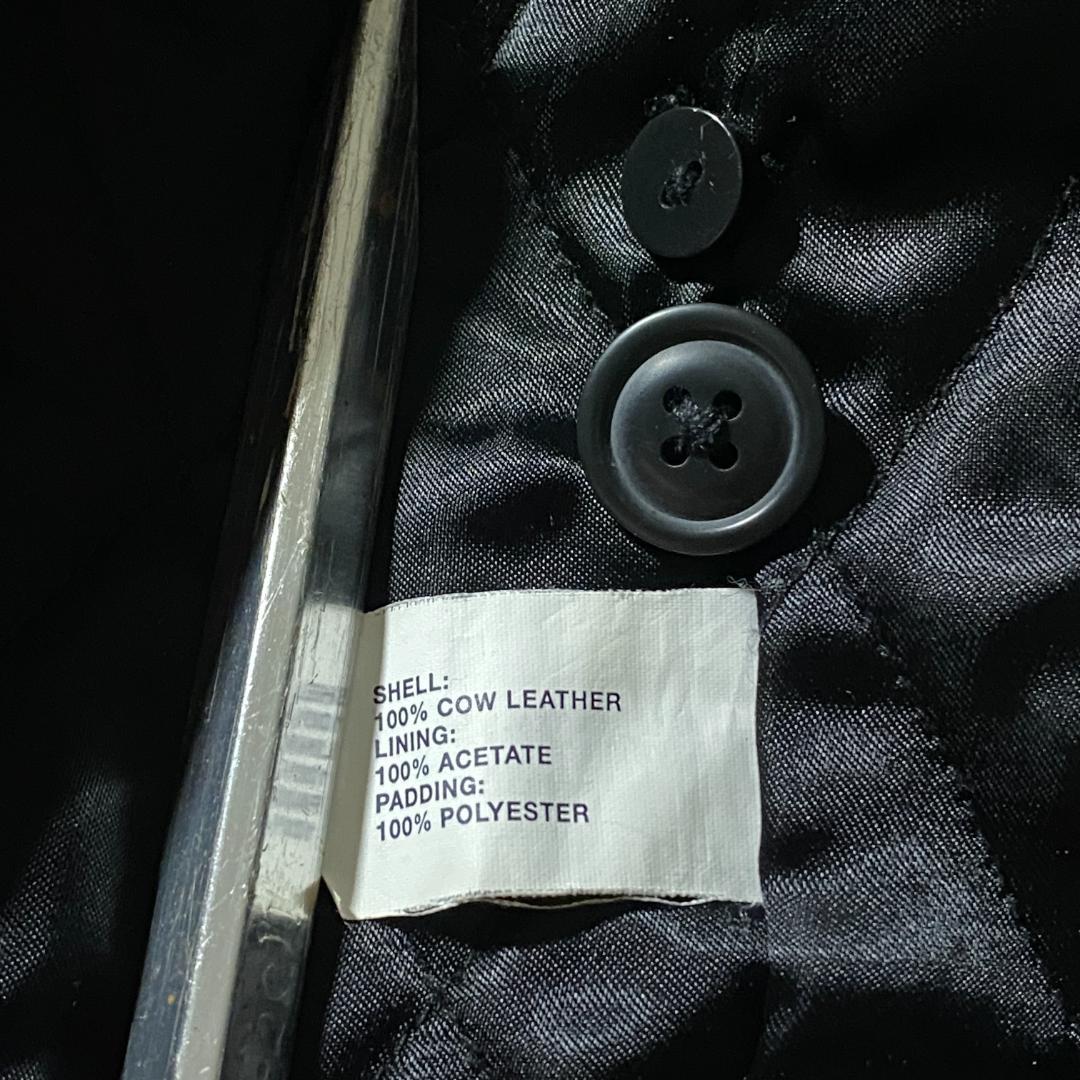 SHELL:
100% COW LEATHER
LINING:
100% ACETATE
PADDING:
100% POLYESTER